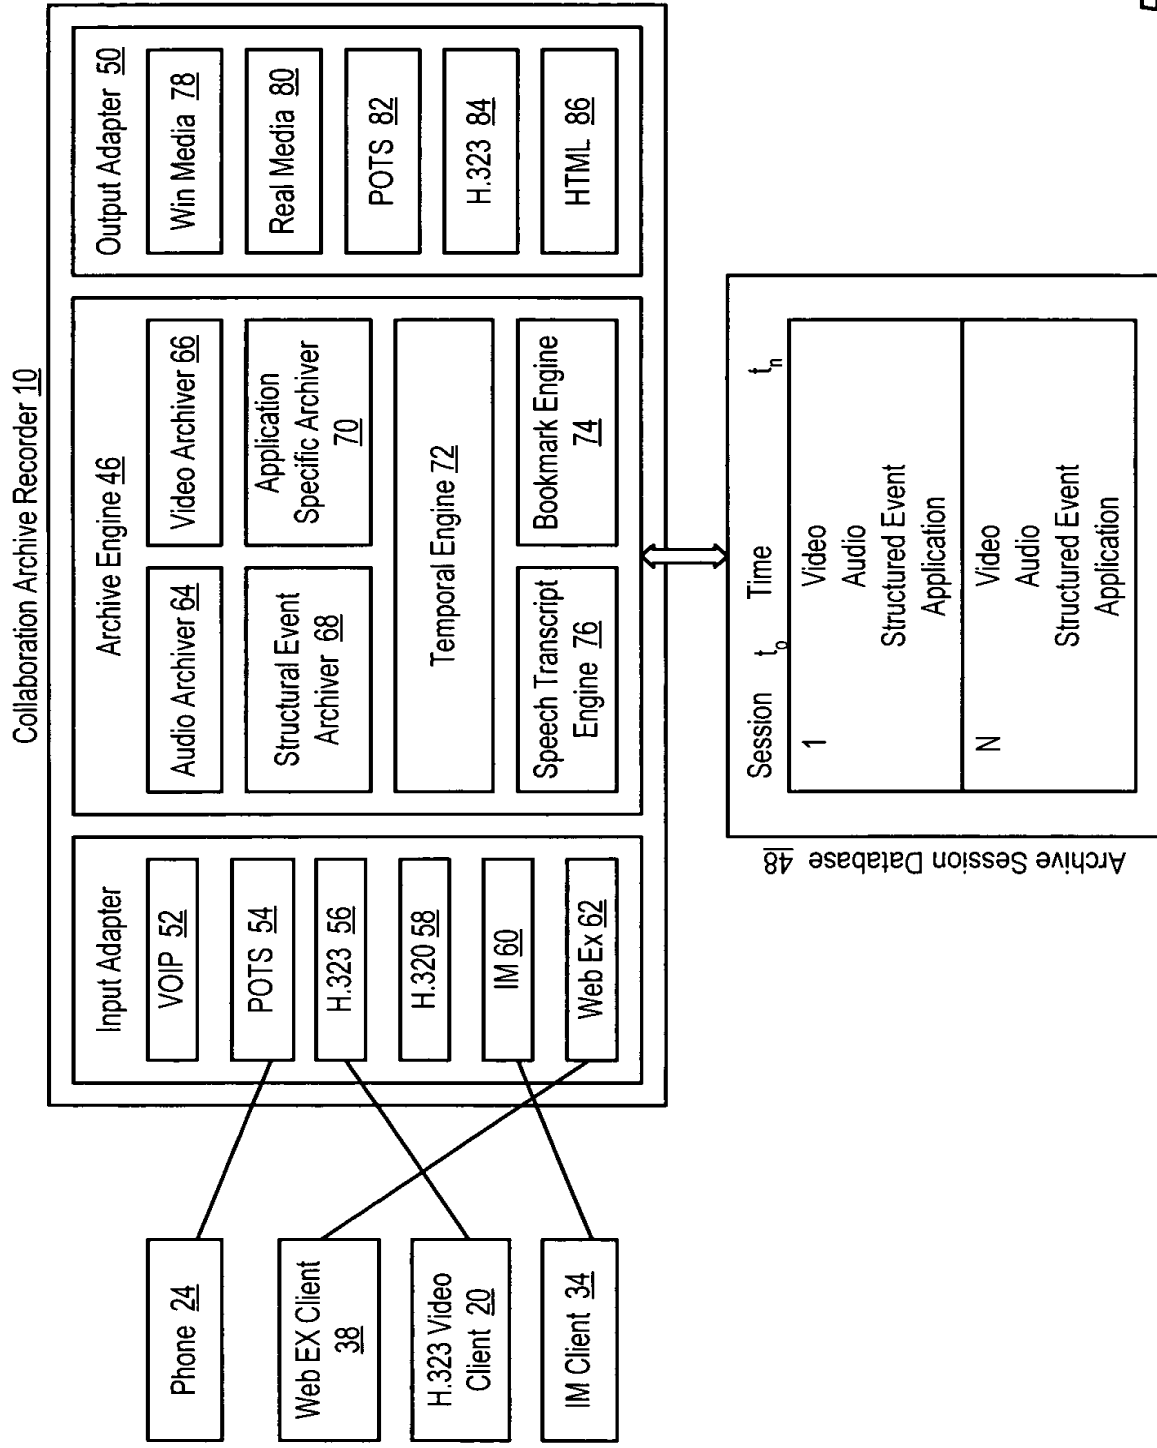 Collaboration Archive Recorder 10
Phone 24
Web EX Client
38
H.323 Video
Client 20
IM Client 34
Input Adapter
VOIP 52
POTS 54
H.323 56
H.320 58
IM 60
Web Ex 62
Archive Engine 46
Audio Archiver 64
Video Archiver 66
Structural Event
Archiver 68
Application
Specific Archiver
70
Temporal Engine 72
Speech Transcript
Engine 76
Bookmark Engine
74
Output Adapter 50
Win Media 78
Real Media 80
POTS 82
H.323 84
HTML 86
Archive Session Database 48
Session to Time tn
1
Video
Audio
Structured Event
Application
N
Video
Audio
Structured Event
Application